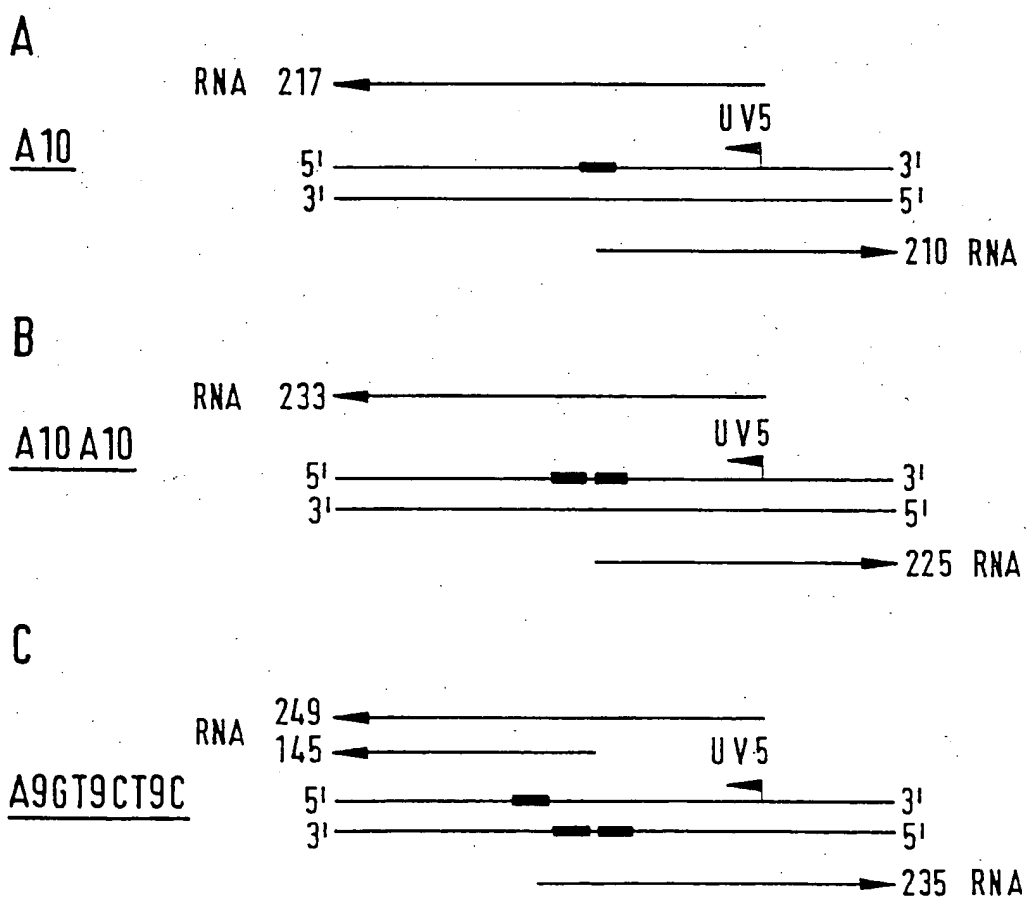 A
RNA 217
UV5
A10
5' 3'
3' 5'
210 RNA
B
RNA 233
UV5
A10 A10
5' 3'
3' 5'
225 RNA
C
RNA
249
145
UV5
A9GT9CT9C
5' 3'
3' 5'
235 RNA